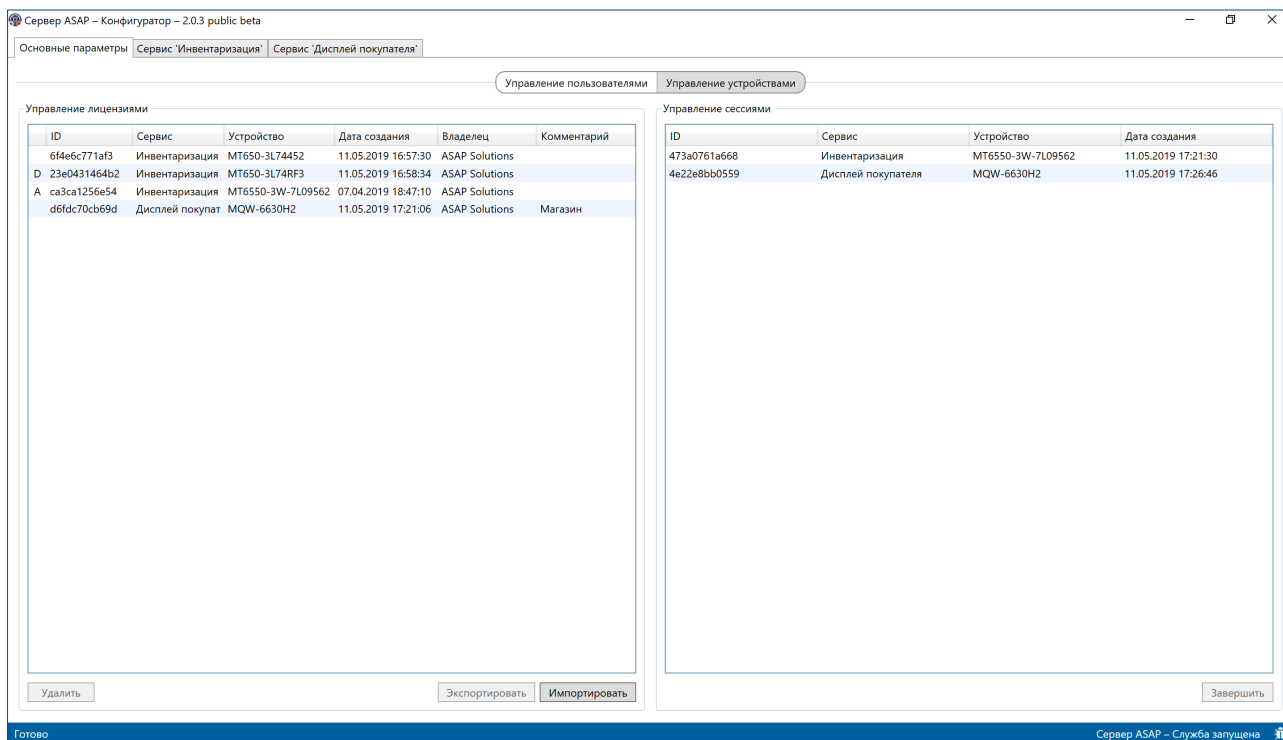 Сервер ASAP – Конфигуратор – 2.0.3 public beta
Основные параметры Сервис 'Инвентаризация' Сервис 'Дисплей покупателя'
Управление пользователями Управление устройствами
Управление лицензиями
ID Сервис Устройство Дата создания Владелец Комментарий
6f4e6c771af3 Инвентаризация MT650-3L74452 11.05.2019 16:57:30 ASAP Solutions
D 23e0431464b2 Инвентаризация MT650-3L74RF3 11.05.2019 16:58:34 ASAP Solutions
A ca3ca1256e54 Инвентаризация MT6550-3W-7L09562 07.04.2019 18:47:10 ASAP Solutions
d6fdc70cb69d Дисплей покупат MQW-6630H2 11.05.2019 17:21:06 ASAP Solutions Магазин
Удалить Экспортировать Импортировать
Управление сессиями
ID Сервис Устройство Дата создания
473a0761a668 Инвентаризация MT6550-3W-7L09562 11.05.2019 17:21:30
4e22e8bb0559 Дисплей покупателя MQW-6630H2 11.05.2019 17:26:46
Завершить
Готово Сервер ASAP – Служба запущена